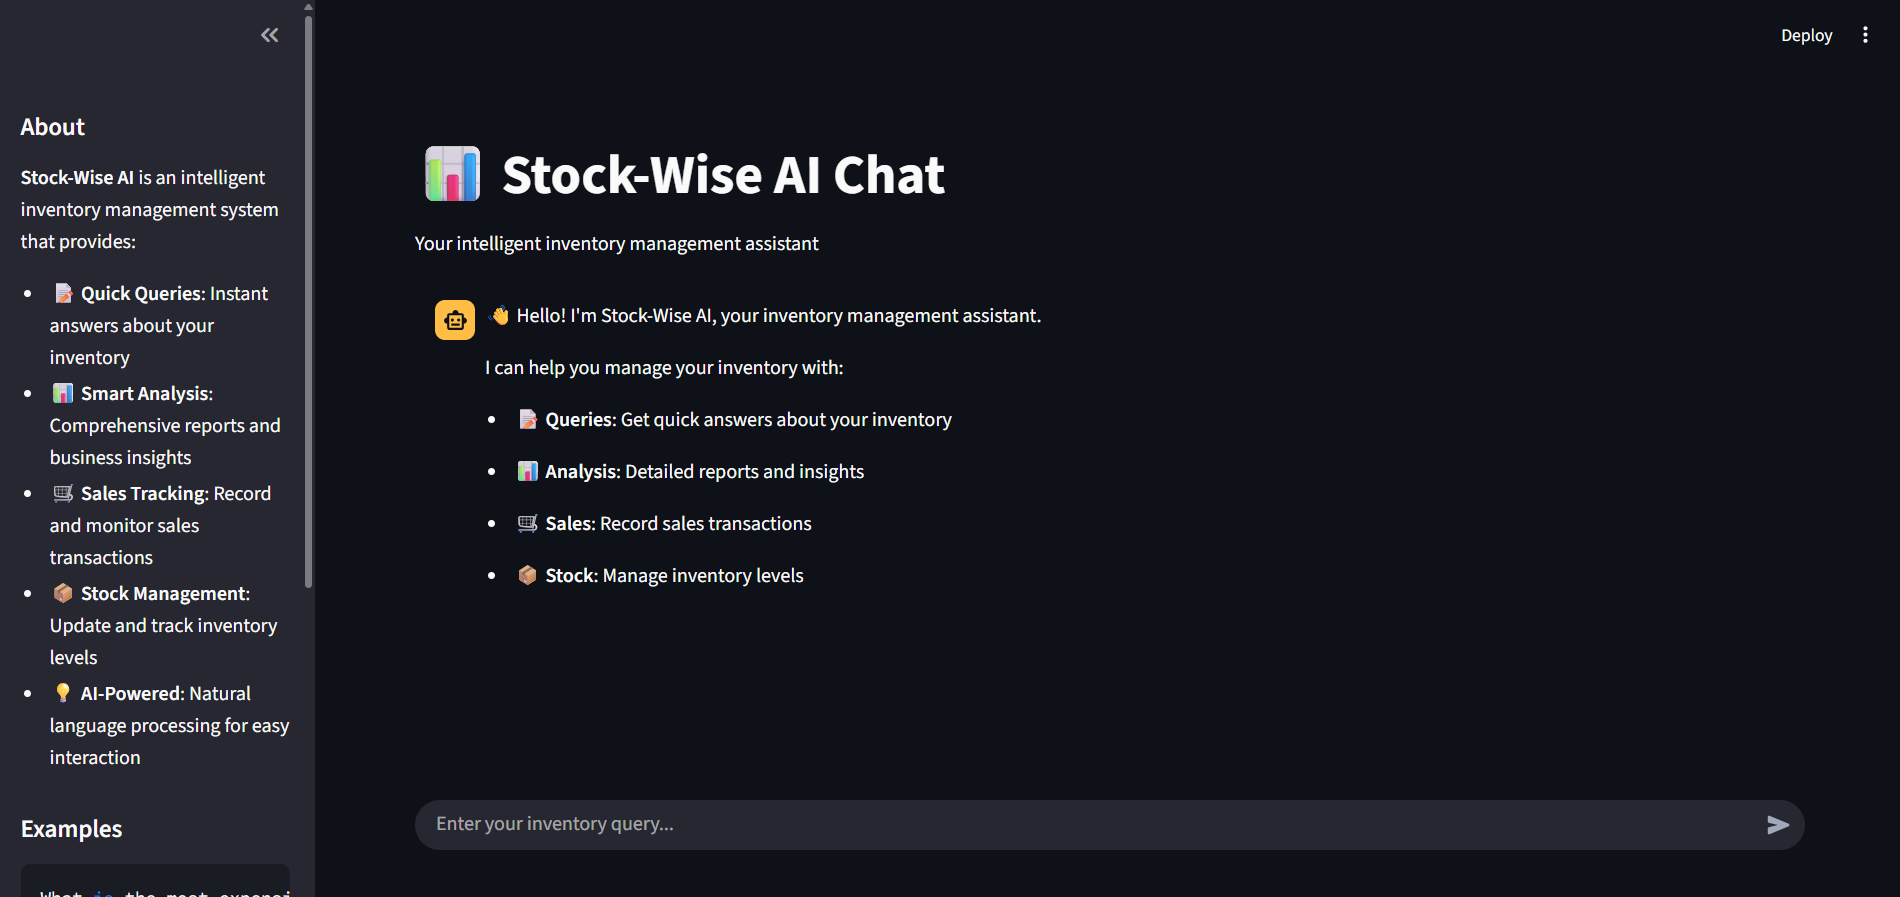 About
Stock-Wise AI is an intelligent
inventory management system
that provides:
Quick Queries: Instant
answers about your
inventory
Smart Analysis:
Comprehensive reports and
business insights
Sales Tracking: Record
and monitor sales
transactions
Stock Management:
Update and track inventory
levels
AI-Powered: Natural
language processing for easy
interaction
Examples
What is the most expensi
Deploy
Stock-Wise AI Chat
Your intelligent inventory management assistant
Hello! I'm Stock-Wise AI, your inventory management assistant.
I can help you manage your inventory with:
Queries: Get quick answers about your inventory
Analysis: Detailed reports and insights
Sales: Record sales transactions
Stock: Manage inventory levels
Enter your inventory query...